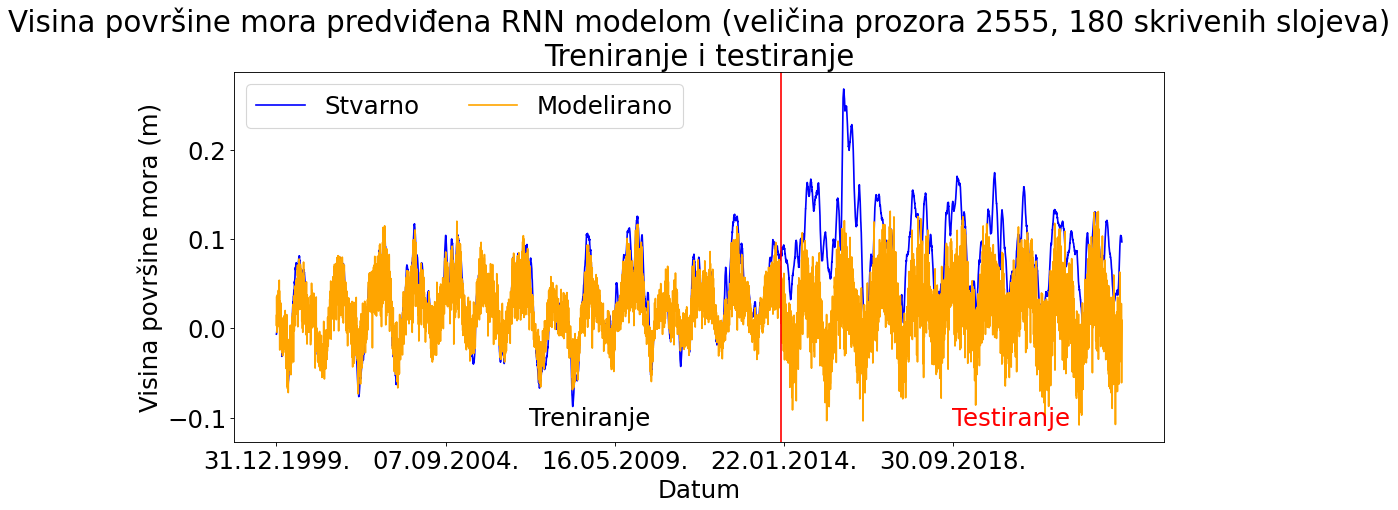 Visina površine mora predviđena RNN modelom (veličina prozora 2555, 180 skrivenih slojeva)
Treniranje i testiranje
Stvarno
Modelirano
Visina površine mora (m)
0.2
0.1
0.0
−0.1
Treniranje
Testiranje
31.12.1999.
07.09.2004.
16.05.2009.
22.01.2014.
30.09.2018.
Datum